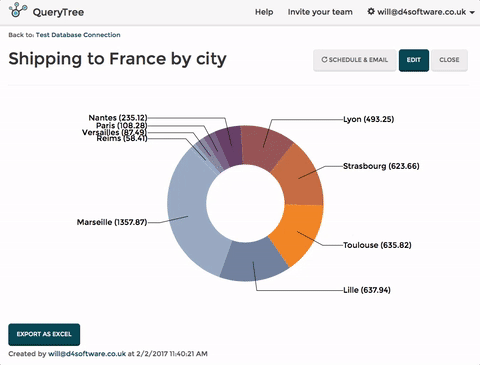 QueryTree
Help
Invite your team
will@d4software.co.uk
Back to: Test Database Connection
Shipping to France by city
SCHEDULE & EMAIL
EDIT
CLOSE
Nantes (235.12)
Paris (108.28)
Versailles (87.49)
Reims (58.41)
Lyon (493.25)
Strasbourg (623.66)
Marseille (1357.87)
Toulouse (635.82)
Lille (637.94)
EXPORT AS EXCEL
Created by will@d4software.co.uk at 2/2/2017 11:40:21 AM